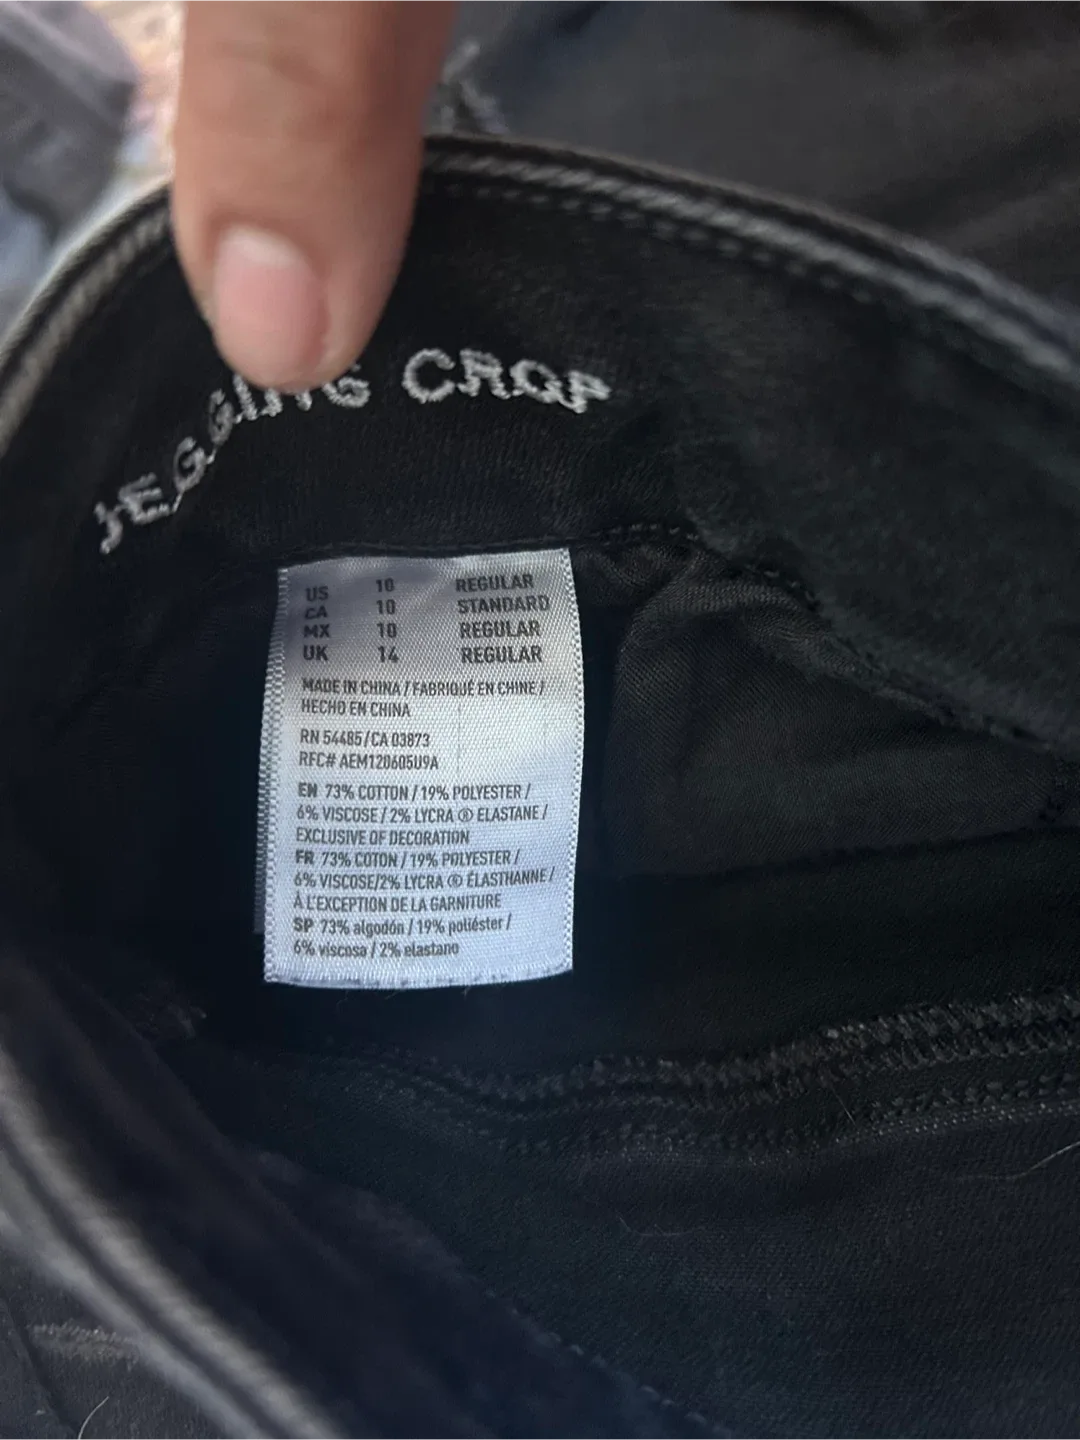 JEGGING CROP
US 10 REGULAR
CA 10 STANDARD
MX 10 REGULAR
UK 14 REGULAR
MADE IN CHINA / FABRIQUÉ EN CHINE /
HECHO EN CHINA
RN 54485/CA 03873
RFC# AEM120605U9A
EN 73% COTTON / 19% POLYESTER /
6% VISCOSE / 2% LYCRA ® ELASTANE /
EXCLUSIVE OF DECORATION
FR 73% COTON / 19% POLYESTER /
6% VISCOSE/2% LYCRA ® ÉLASTHANNE /
À L'EXCEPTION DE LA GARNITURE
SP 73% algodón / 19% poliéster /
6% viscosa / 2% elastano